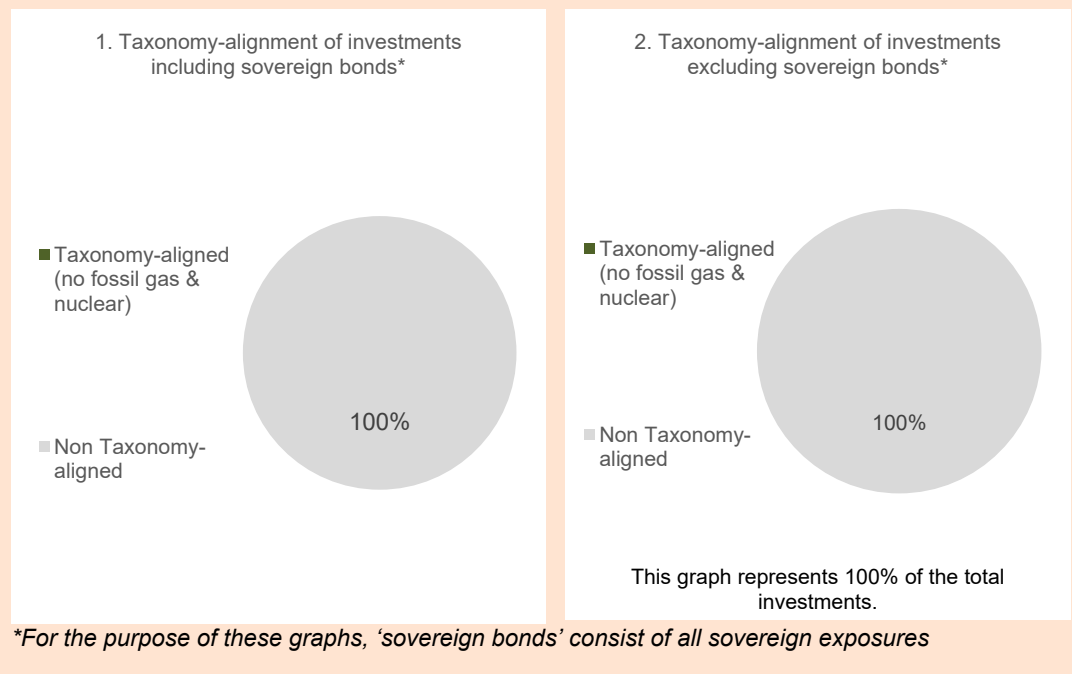 1. Taxonomy-alignment of investments
including sovereign bonds*
Taxonomy-aligned
(no fossil gas &
nuclear)
Non Taxonomy-
aligned
100%
2. Taxonomy-alignment of investments
excluding sovereign bonds*
Taxonomy-aligned
(no fossil gas &
nuclear)
Non Taxonomy-
aligned
100%
This graph represents 100% of the total
investments.
*For the purpose of these graphs, ‘sovereign bonds’ consist of all sovereign exposures